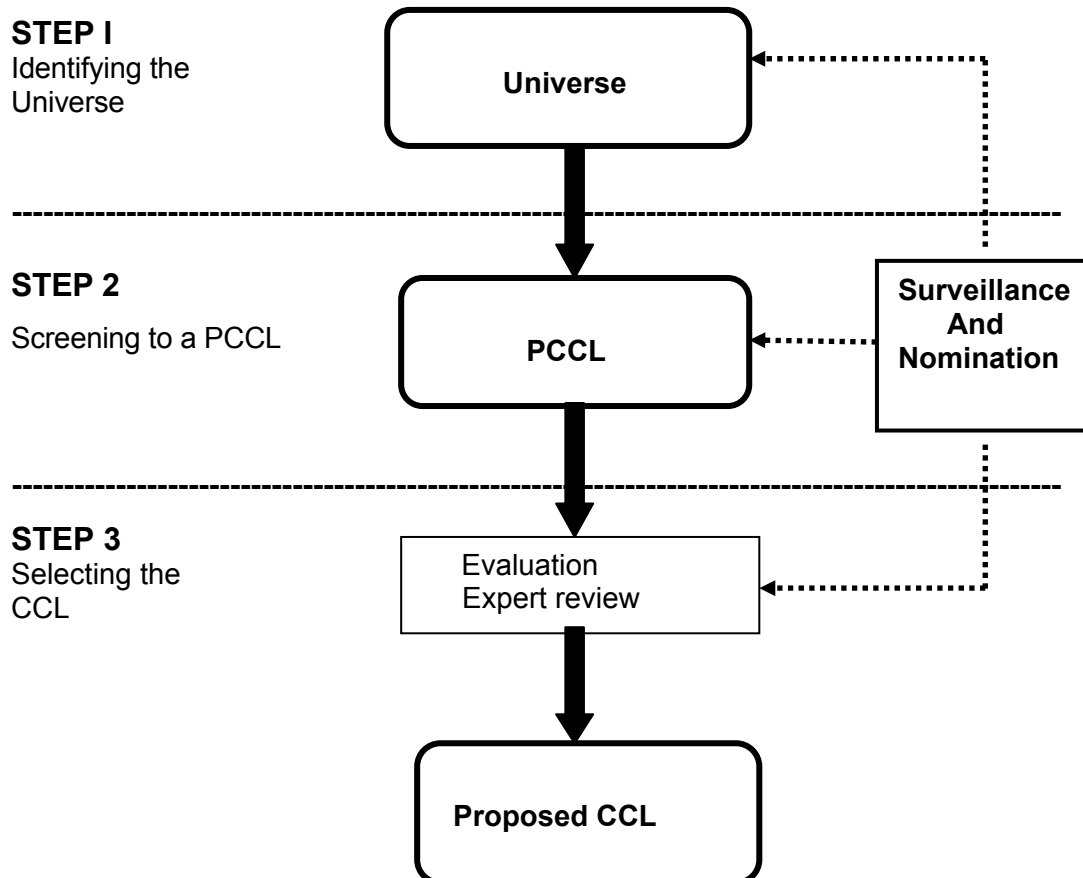 STEP I
Identifying the
Universe
Universe
STEP 2
Screening to a PCCL
PCCL
Surveillance
And
Nomination
STEP 3
Selecting the
CCL
Evaluation
Expert review
Proposed CCL